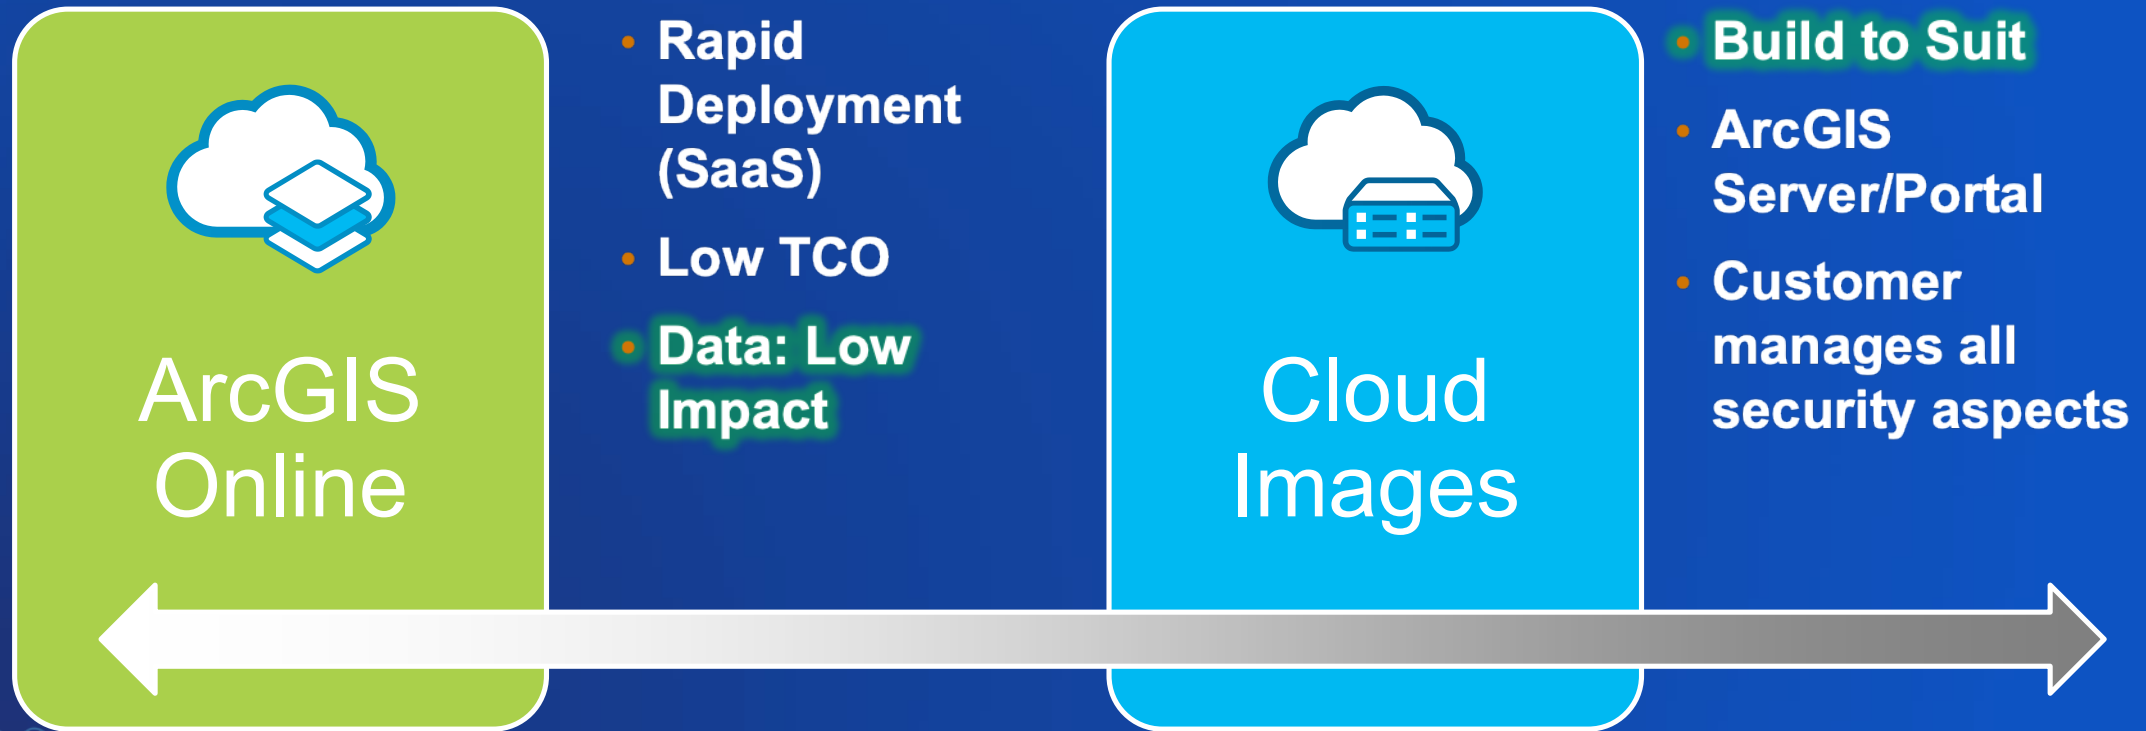 ArcGIS
Online
• Rapid
Deployment
(SaaS)
• Low TCO
• Data: Low
Impact
Cloud
Images
• Build to Suit
• ArcGIS
Server/Portal
• Customer
manages all
security aspects